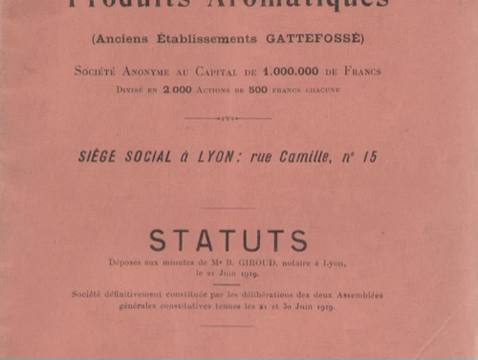 Produits Aromatiques
(Anciens Établissements GATTEFOSSÉ)
SOCIÉTÉ ANONYME AU CAPITAL DE 1.000.000 DE FRANCS
DIVISÉ EN 2.000 ACTIONS DE 500 FRANCS CHACUNE
SIÈGE SOCIAL à LYON: rue Camille, n° 15
STATUTS
Déposés aux minutes de Me B. GIROUD, notaire à Lyon,
le 21 Juin 1919.
Société définitivement constituée par les délibérations des deux Assemblées
générales constitutives tenues les 21 et 30 Juin 1919.